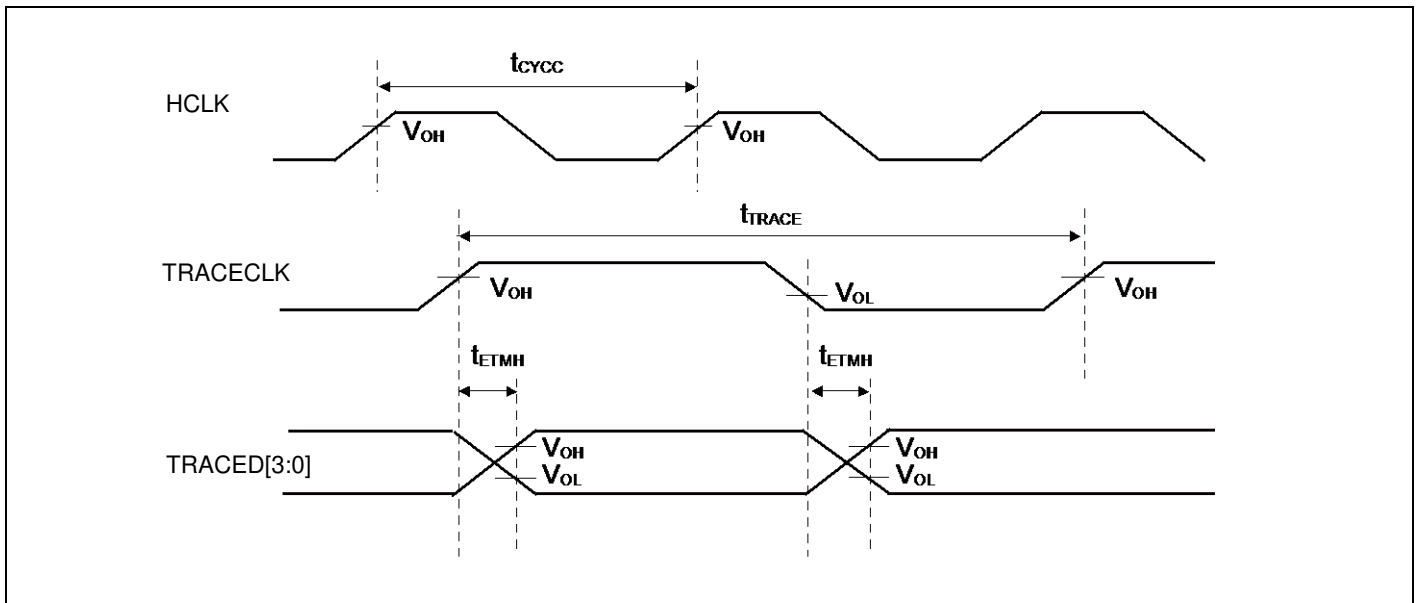 tCYCC
HCLK
VOH VOH
tTRACE
TRACECLK
VOH VOL VOH
tETMH tETMH
TRACED[3:0]
VOH VOH
VOL VOL